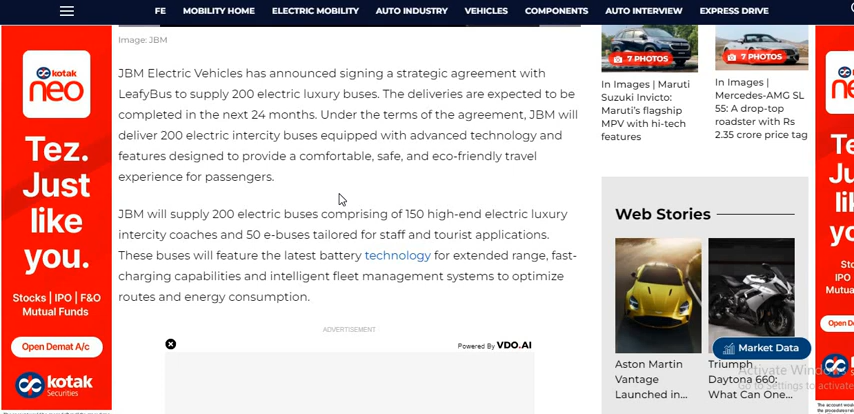 FE MOBILITY HOME ELECTRIC MOBILITY AUTO INDUSTRY VEHICLES COMPONENTS AUTO INTERVIEW EXPRESS DRIVE
kotak
neo
Tez.
Just
like
you.
Stocks | IPO | F&O
Mutual Funds
Open Demat A/c
kotak
Securities
Image: JBM
JBM Electric Vehicles has announced signing a strategic agreement with
LeafyBus to supply 200 electric luxury buses. The deliveries are expected to be
completed in the next 24 months. Under the terms of the agreement, JBM will
deliver 200 electric intercity buses equipped with advanced technology and
features designed to provide a comfortable, safe, and eco-friendly travel
experience for passengers.
JBM will supply 200 electric buses comprising of 150 high-end electric luxury
intercity coaches and 50 e-buses tailored for staff and tourist applications.
These buses will feature the latest battery technology for extended range, fast-
charging capabilities and intelligent fleet management systems to optimize
routes and energy consumption.
ADVERTISEMENT
Powered By VDO.AI
7 PHOTOS
In Images | Maruti
Suzuki Invicto:
Maruti's flagship
MPV with hi-tech
features
7 PHOTOS
In Images |
Mercedes-AMG SL
55: A drop-top
roadster with Rs
2.35 crore price tag
Web Stories
Aston Martin
Vantage
Launched in...
Triumph
Daytona 660:
What Can One...
Market Data
Activate Windows
Go to Settings to activate